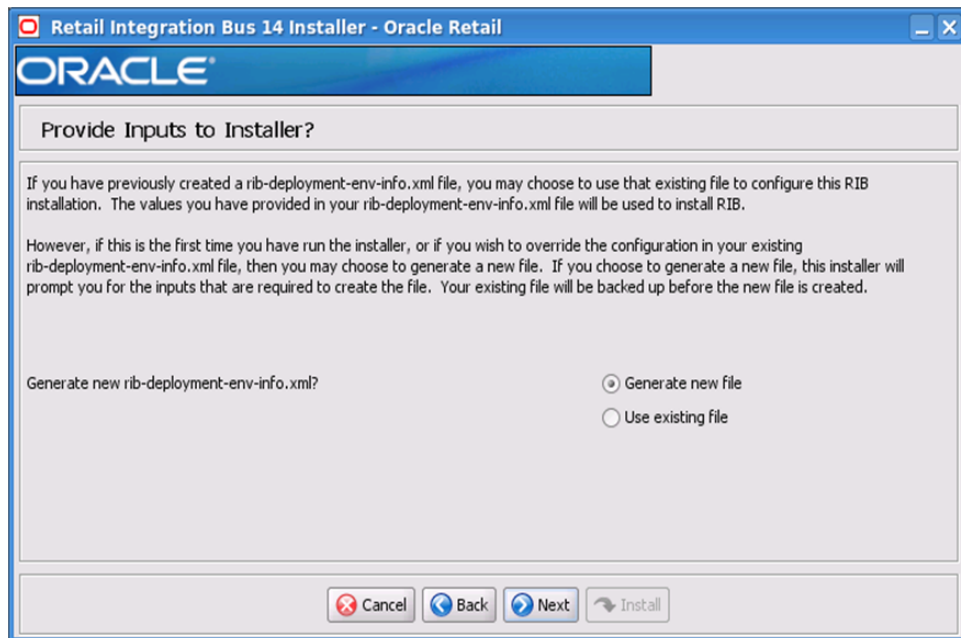 Retail Integration Bus 14 Installer - Oracle Retail
ORACLE®
Provide Inputs to Installer?
If you have previously created a rib-deployment-env-info.xml file, you may choose to use that existing file to configure this RIB
installation. The values you have provided in your rib-deployment-env-info.xml file will be used to install RIB.
However, if this is the first time you have run the installer, or if you wish to override the configuration in your existing
rib-deployment-env-info.xml file, then you may choose to generate a new file. If you choose to generate a new file, this installer will
prompt you for the inputs that are required to create the file. Your existing file will be backed up before the new file is created.
Generate new rib-deployment-env-info.xml?
Generate new file
Use existing file
Cancel Back Next Install